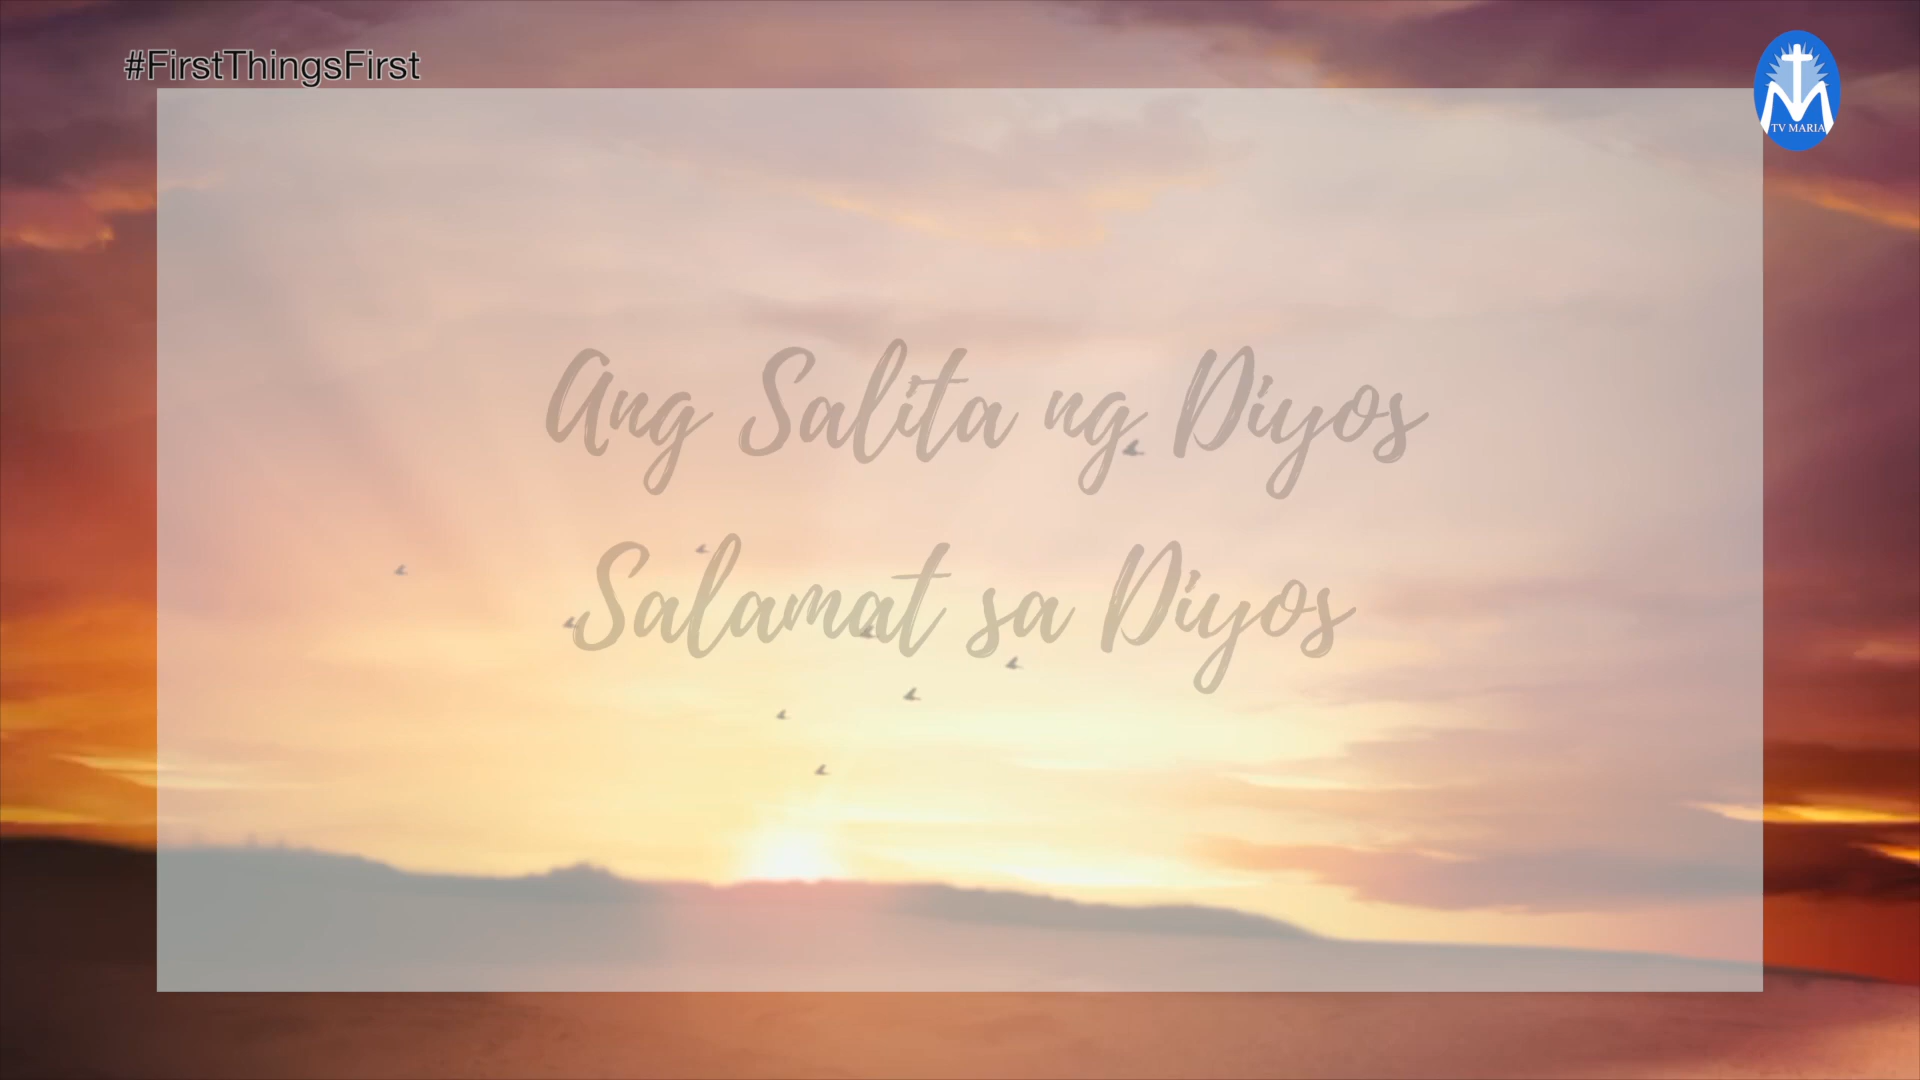 #FirstThingsFirst
TV MARIA
Ang Salita ng Diyos
Salamat sa Diyos